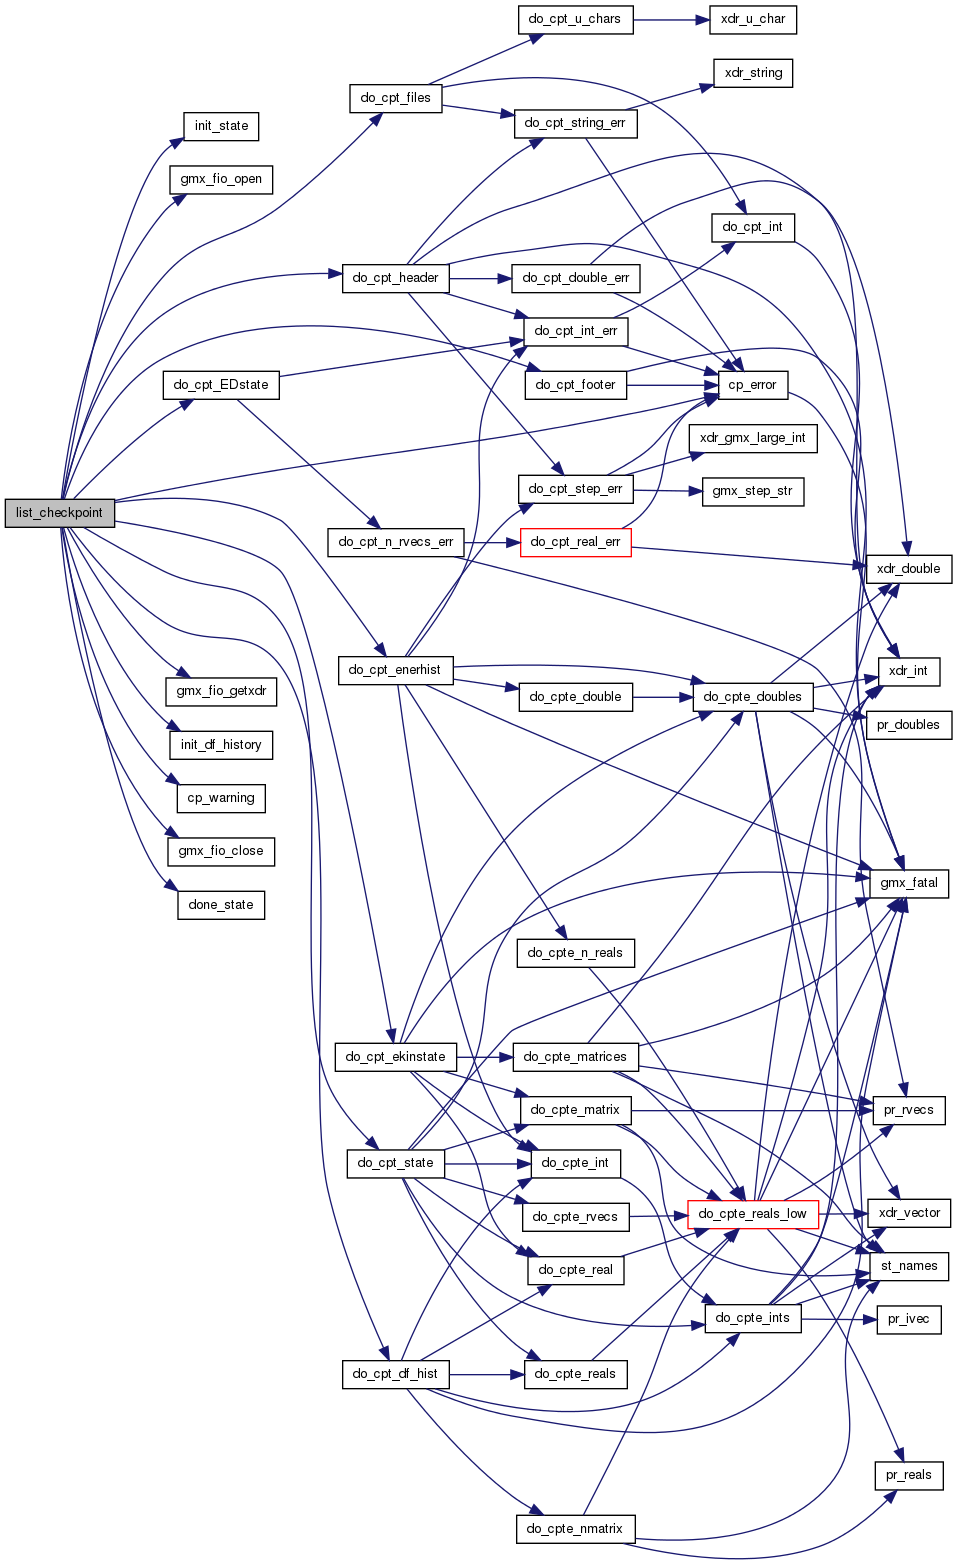 do_cpt_u_chars
xdr_u_char
xdr_string
do_cpt_files
do_cpt_string_err
init_state
gmx_fio_open
do_cpt_int
do_cpt_header
do_cpt_double_err
do_cpt_int_err
do_cpt_EDstate
do_cpt_footer
cp_error
xdr_gmx_large_int
do_cpt_step_err
gmx_step_str
list_checkpoint
do_cpt_n_rvecs_err
do_cpt_real_err
xdr_double
do_cpt_enerhist
xdr_int
gmx_fio_getxdr
do_cpte_double
do_cpte_doubles
pr_doubles
init_df_history
cp_warning
gmx_fio_close
gmx_fatal
done_state
do_cpte_n_reals
do_cpt_ekinstate
do_cpte_matrices
do_cpte_matrix
pr_rvecs
do_cpt_state
do_cpte_int
do_cpte_rvecs
do_cpte_reals_low
xdr_vector
do_cpte_real
st_names
do_cpte_ints
pr_ivec
do_cpt_df_hist
do_cpte_reals
pr_reals
do_cpte_nmatrix